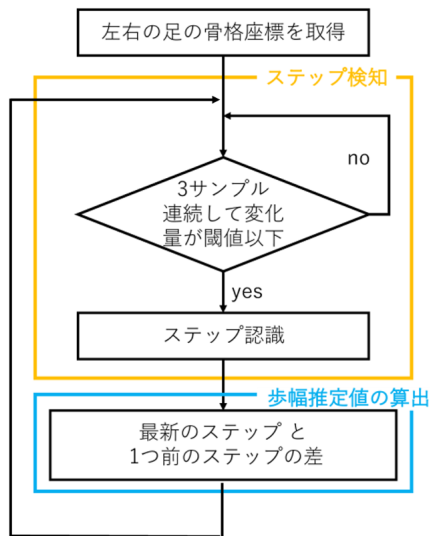 左右の足の骨格座標を取得
ステップ検知
no
3サンプル
連続して変化
量が閾値以下
yes
ステップ認識
歩幅推定値の算出
最新のステップ と
1つ前のステップの差